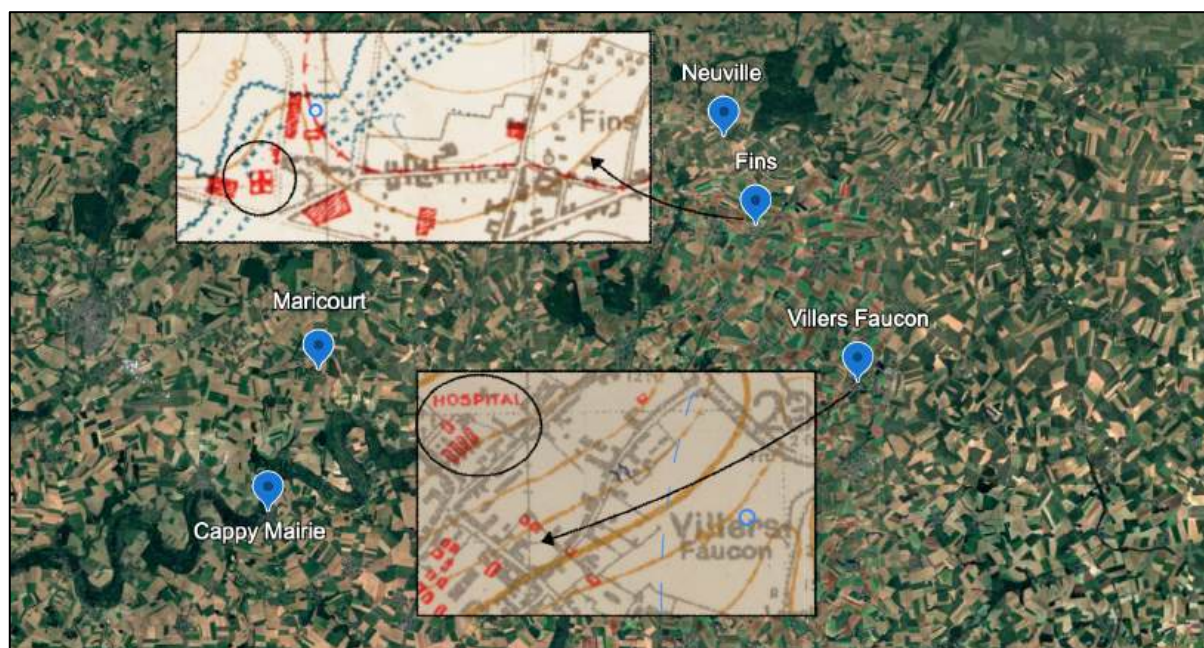 Neuville
Fins
Fins
Maricourt
Villers Faucon
HOSPITAL
Villers
Faucon
Cappy Mairie